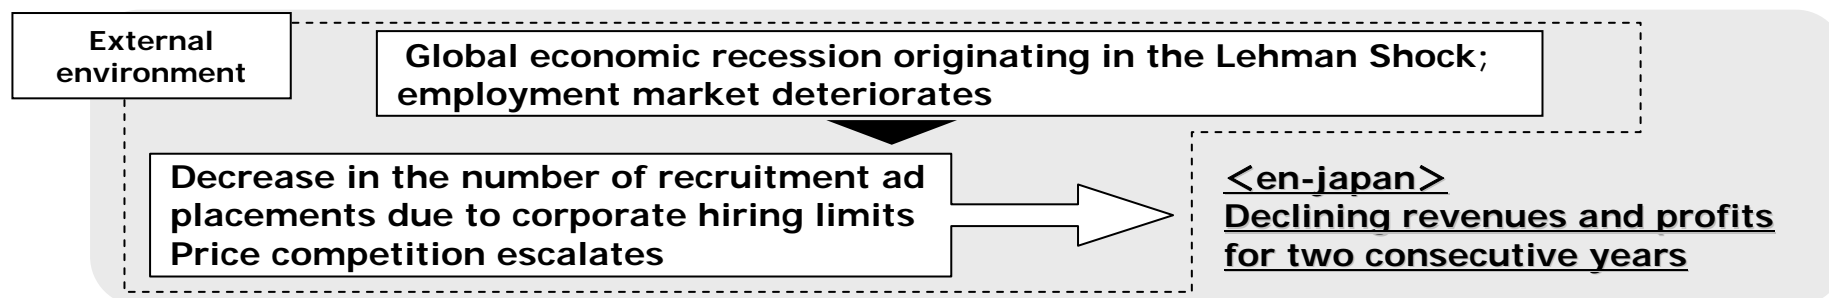 External
environment
Global economic recession originating in the Lehman Shock;
employment market deteriorates
Decrease in the number of recruitment ad
placements due to corporate hiring limits
Price competition escalates
＜en-japan＞
Declining revenues and profits
for two consecutive years